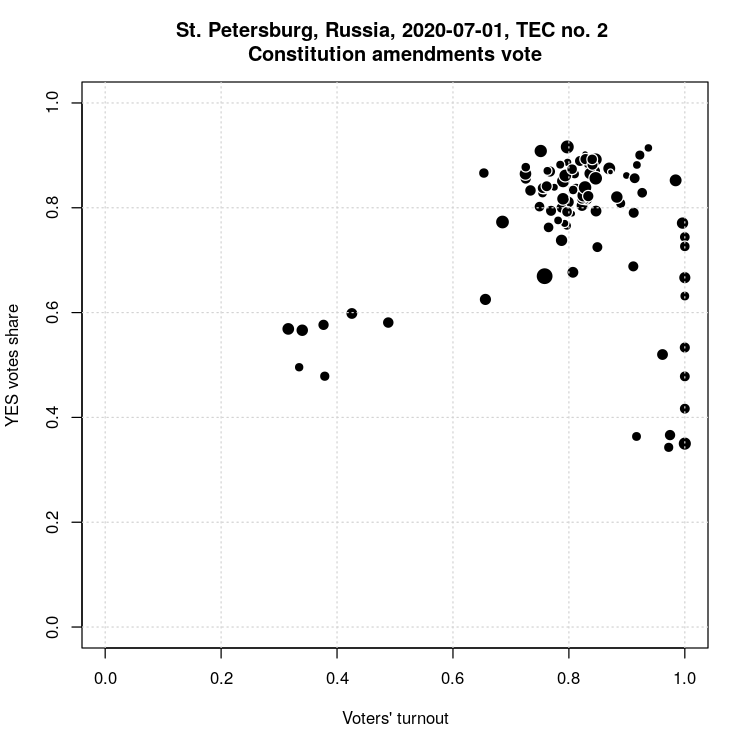 St. Petersburg, Russia, 2020-07-01, TEC no. 2
Constitution amendments vote
YES votes share
1.0
0.8
0.6
0.4
0.2
0.0
0.0 0.2 0.4 0.6 0.8 1.0
Voters' turnout